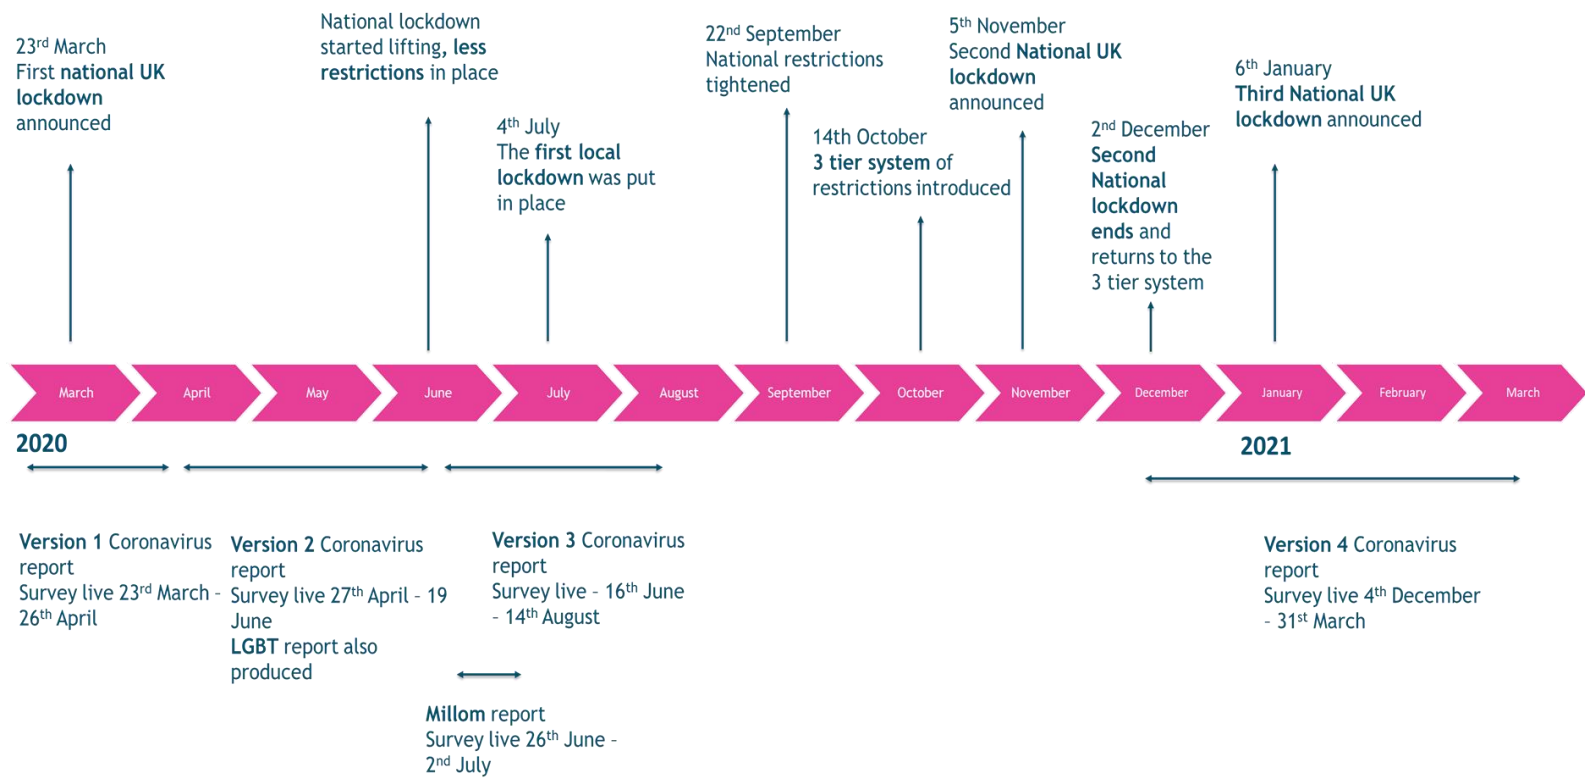 23rd March
First national UK
lockdown
announced
National lockdown
started lifting, less
restrictions in place
4th July
The first local
lockdown was put
in place
22nd September
National restrictions
tightened
14th October
3 tier system of
restrictions introduced
5th November
Second National UK
lockdown
announced
2nd December
Second
National
lockdown
ends and
returns to the
3 tier system
6th January
Third National UK
lockdown announced
March
April
May
June
July
August
September
October
November
December
January
February
March
2020
2021
Version 1 Coronavirus
report
Survey live 23rd March –
26th April
Version 2 Coronavirus
report
Survey live 27th April – 19
June
LGBT report also
produced
Version 3 Coronavirus
report
Survey live – 16th June
– 14th August
Millom report
Survey live 26th June –
2nd July
Version 4 Coronavirus
report
Survey live 4th December
– 31st March